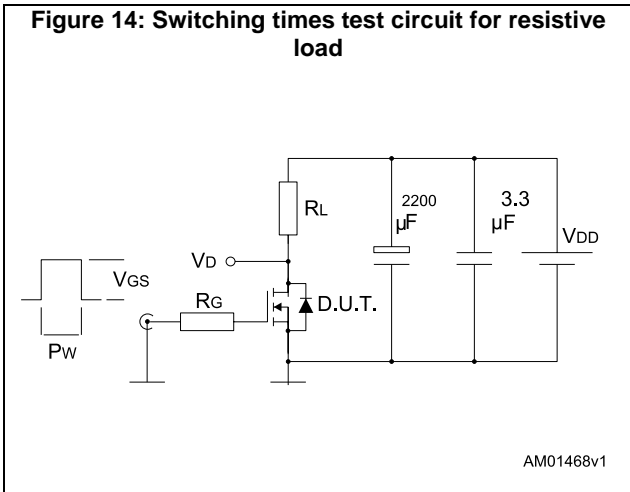 Figure 14: Switching times test circuit for resistive
load
RL
2200
µF
3.3
µF
VDD
VD
VGS
RG
D.U.T.
PW
AM01468v1